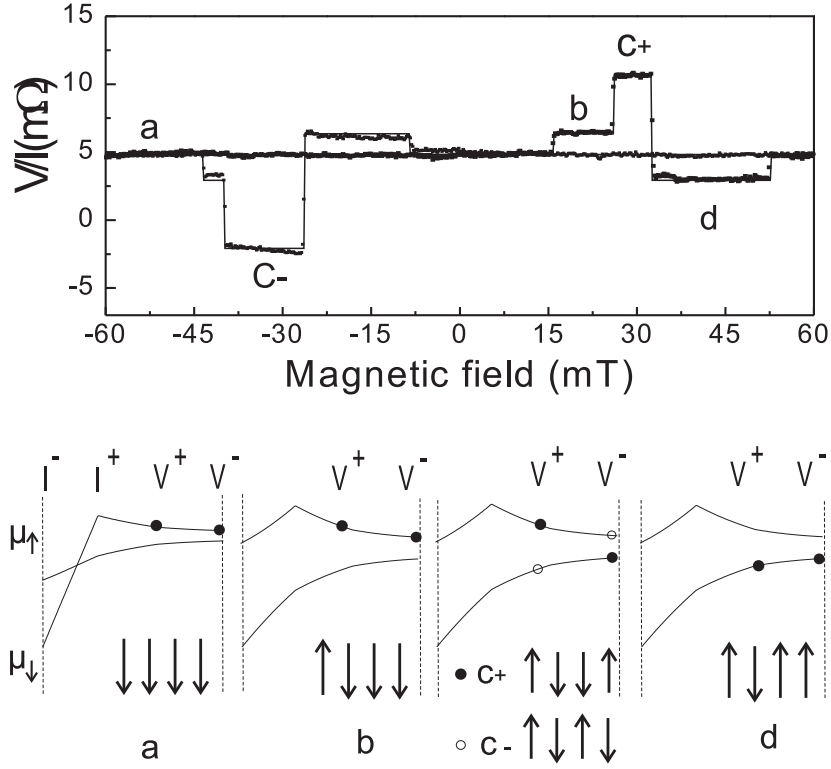 15
10
5
0
-5
V/I(mΩ)
a
b
C+
C-
d
-60 -45 -30 -15 0 15 30 45 60
Magnetic field (mT)
I- I+ V+ V- V+ V- V+ V- V+ V-
μ↑
μ↓
↓↓↓↓ ↑↓↓↓ ● C+ ↑↓↓↑ ↑↓↑↑
○ C- ↑↓↑↓
a b d